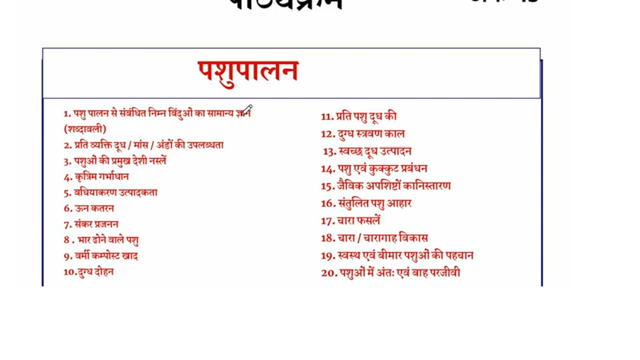 पाठ्यक्रम
पशुपालन
1. पशु पालन से संबंधित निम्न बिंदुओं का सामान्य ज्ञान
(शब्दावली)
2. प्रति व्यक्ति दूध / मांस / अंडों की उपलब्धता
3. पशुओं की प्रमुख देशी नस्लें
4. कृत्रिम गर्भाधान
5. बधियाकरण उत्पादकता
6. ऊन कतरन
7. संकर प्रजनन
8 . भार ढोने वाले पशु
9. वर्मी कम्पोस्ट खाद
10.दुग्ध दोहन
11. प्रति पशु दूध की
12. दुग्ध स्त्रवण काल
13. स्वच्छ दूध उत्पादन
14. पशु एवं कुक्कुट प्रबंधन
15. जैविक अपशिष्टों कानिस्तारण
16. संतुलित पशु आहार
17. चारा फसलें
18. चारा / चारागाह विकास
19. स्वस्थ एवं बीमार पशुओं की पहचान
20. पशुओं में अंत: एवं बाह परजीवी